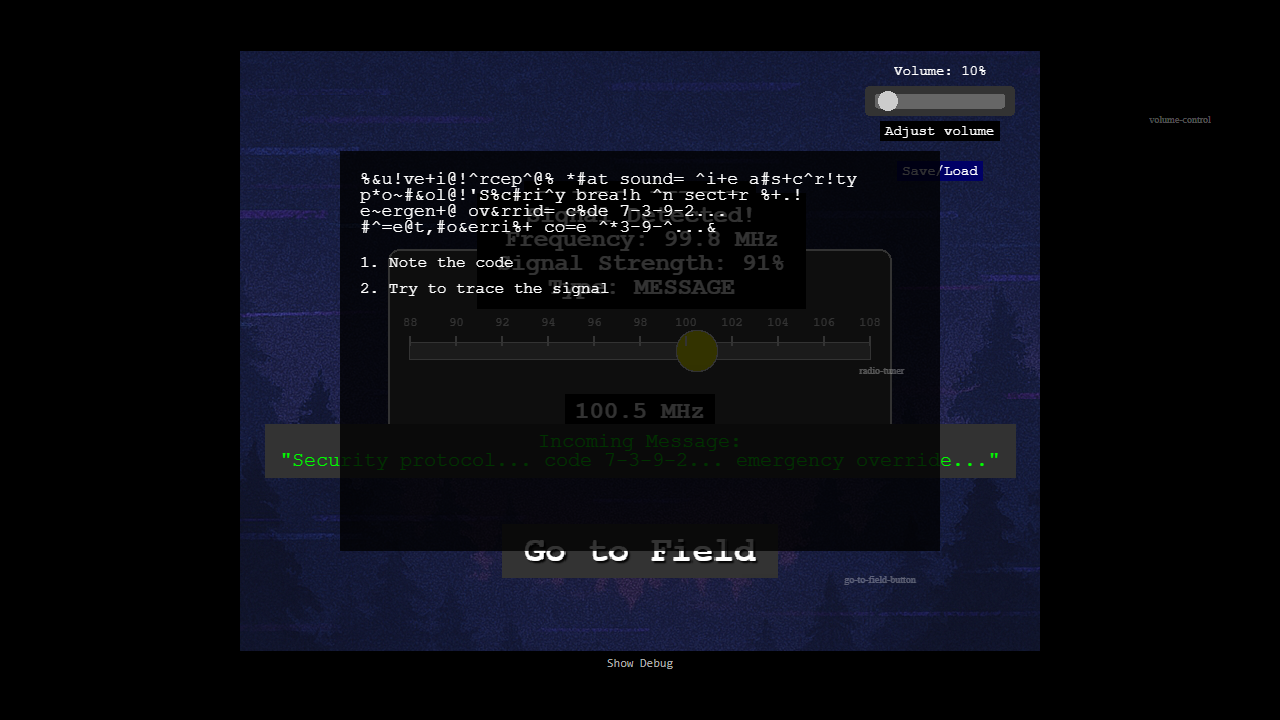 Volume: 10%
volume-control
Adjust volume
Save/Load
%&u!ve+i@!^rcep^@% *#at sound= ^i+e a#s+c^r!ty
p*o~#&ol@!'S%c#ri^y brea!h ^n sect+r %+.!
e~ergen+@ ov&rrid= c%de 7-3-9-2...
#^=e@t,#o&erri%+ co=e ^*3-9-^...&
Signal Detected!
Frequency: 99.8 MHz
1. Note the code
Signal Strength: 91%
2. Try to trace the signal
Type: MESSAGE
88 90 92 94 96 98 100 102 104 106 108
radio-tuner
100.5 MHz
Incoming Message:
"Security protocol... code 7-3-9-2... emergency override..."
Go to Field
go-to-field-button
Show Debug